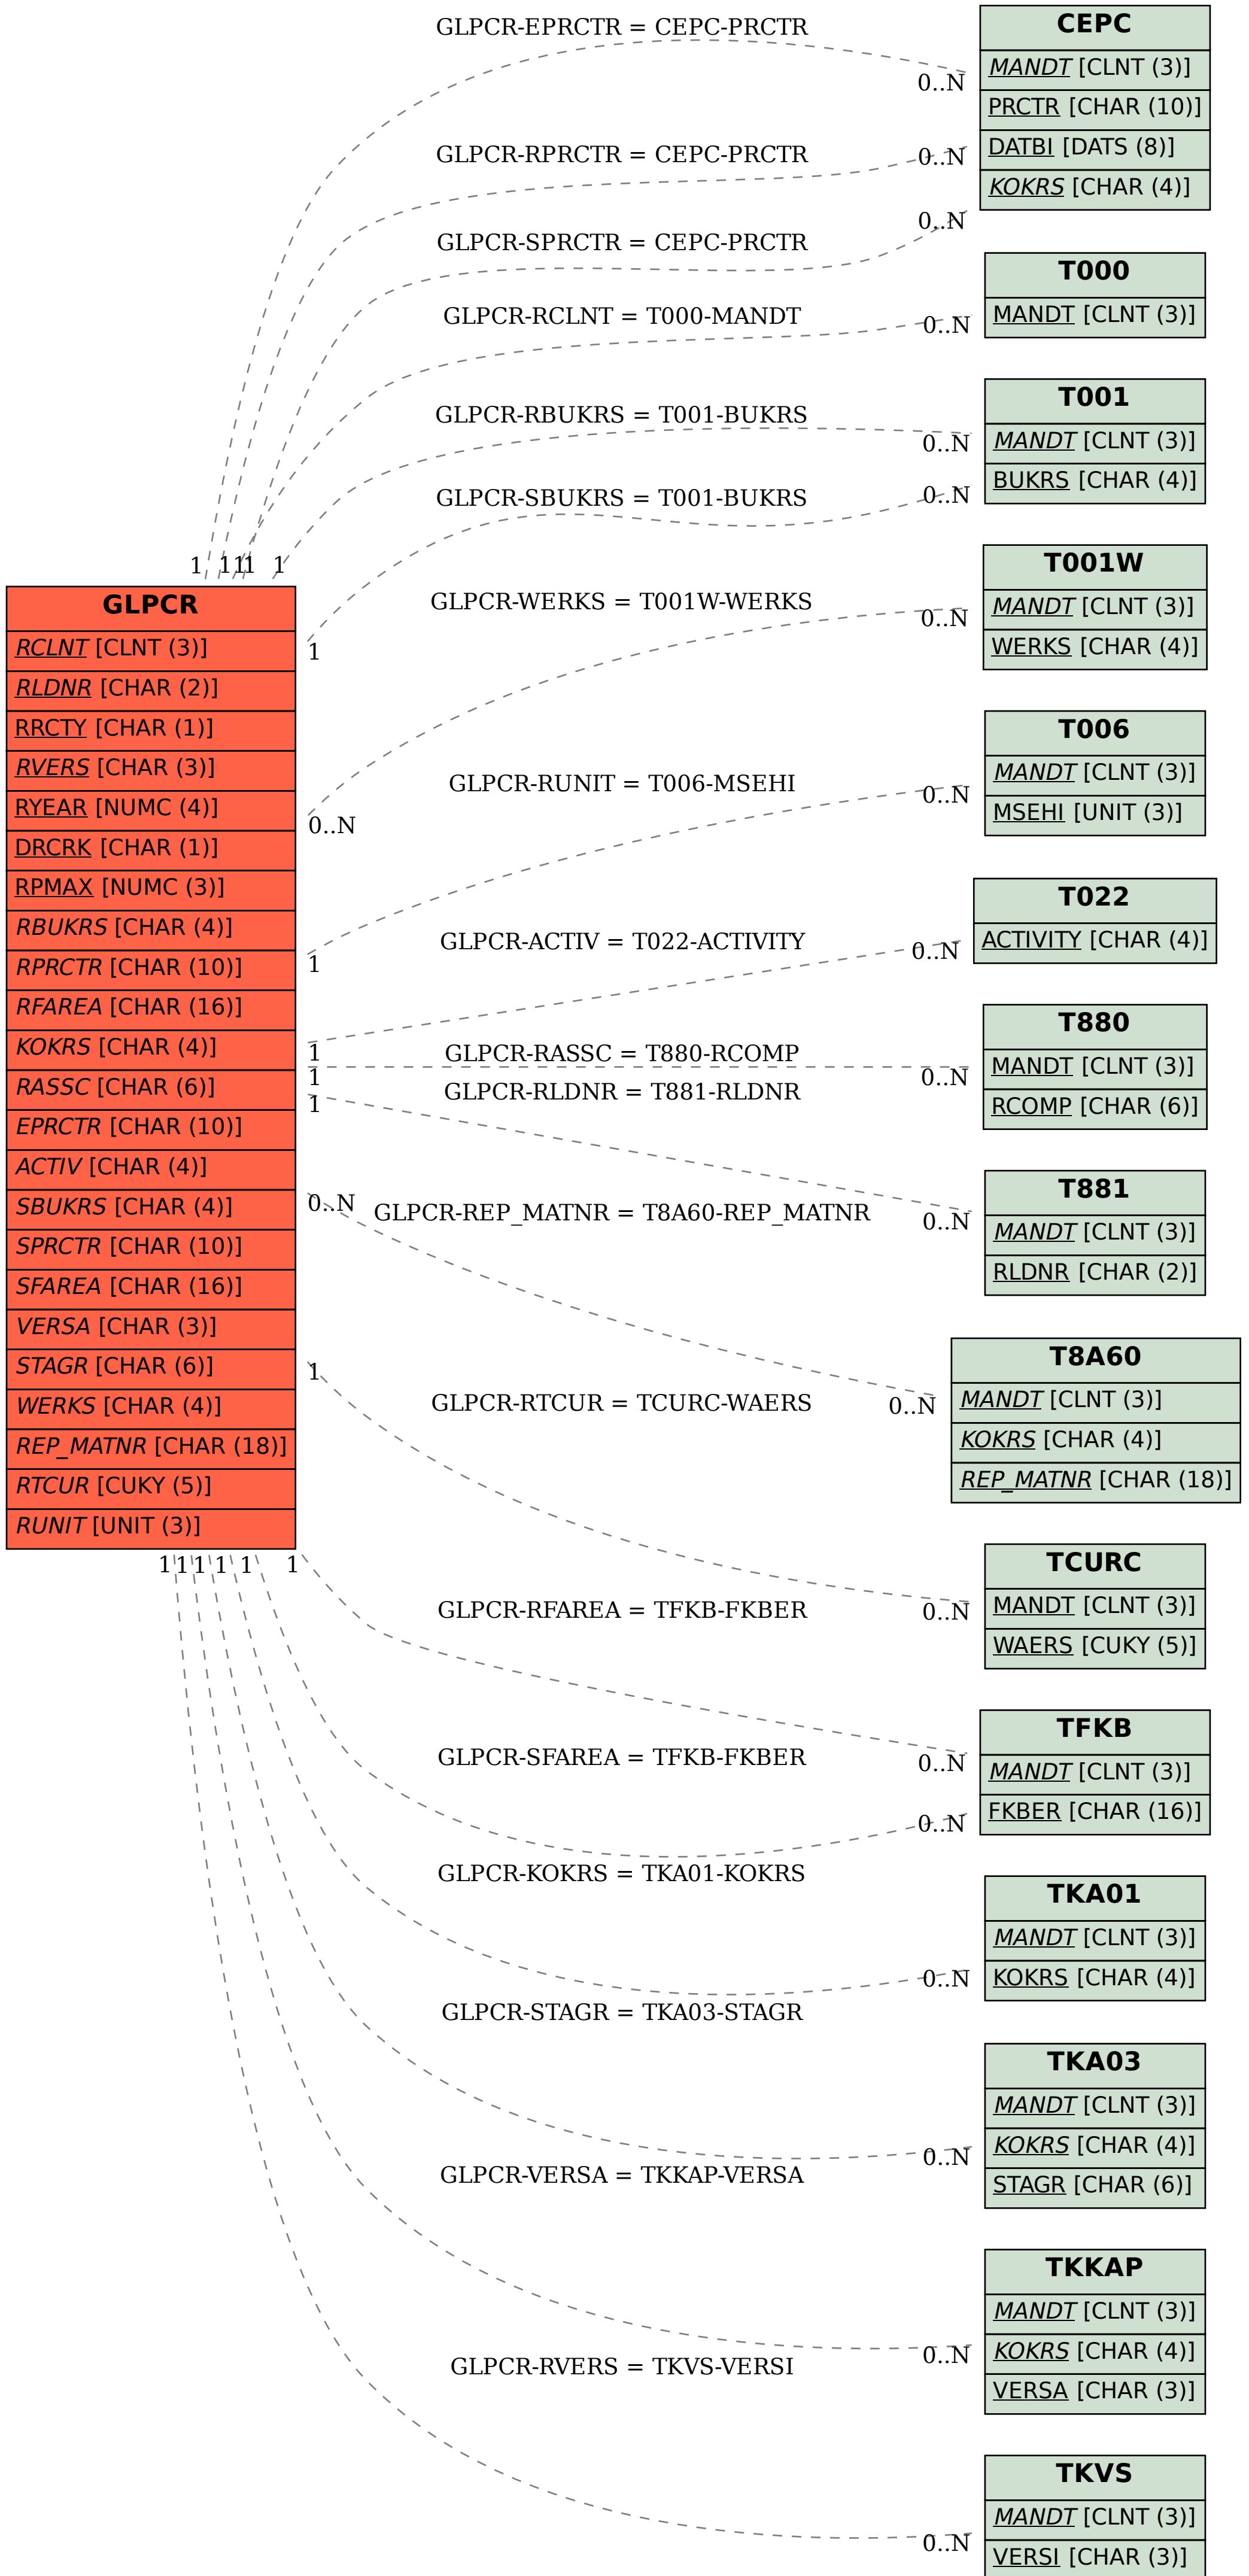 GLPCR-EPRCTR = CEPC-PRCTR
0..N
GLPCR-RPRCTR = CEPC-PRCTR
0..N
GLPCR-SPRCTR = CEPC-PRCTR
0..N
GLPCR-RCLNT = T000-MANDT
0..N
GLPCR-RBUKRS = T001-BUKRS
0..N
GLPCR-SBUKRS = T001-BUKRS
0..N
1 1 1 1 1
1
GLPCR-WERKS = T001W-WERKS
0..N
0..N
GLPCR-RUNIT = T006-MSEHI
0..N
1
GLPCR-ACTIV = T022-ACTIVITY
0..N
1
GLPCR-RASSC = T880-RCOMP
1
0..N
GLPCR-RLDNR = T881-RLDNR
1
0..N
0..N
GLPCR-REP_MATNR = T8A60-REP_MATNR
0..N
1
GLPCR-RTCUR = TCURC-WAERS
0..N
1 1 1 1 1 1
GLPCR-RFAREA = TFKB-FKBER
0..N
GLPCR-SFAREA = TFKB-FKBER
0..N
GLPCR-KOKRS = TKA01-KOKRS
0..N
GLPCR-STAGR = TKA03-STAGR
0..N
GLPCR-VERSA = TKKAP-VERSA
0..N
GLPCR-RVERS = TKVS-VERSI
0..N
GLPCR
RCLNT [CLNT (3)]
RLDNR [CHAR (2)]
RRCTY [CHAR (1)]
RVERS [CHAR (3)]
RYEAR [NUMC (4)]
DRCRK [CHAR (1)]
RPMAX [NUMC (3)]
RBUKRS [CHAR (4)]
RPRCTR [CHAR (10)]
RFAREA [CHAR (16)]
KOKRS [CHAR (4)]
RASSC [CHAR (6)]
EPRCTR [CHAR (10)]
ACTIV [CHAR (4)]
SBUKRS [CHAR (4)]
SPRCTR [CHAR (10)]
SFAREA [CHAR (16)]
VERSA [CHAR (3)]
STAGR [CHAR (6)]
WERKS [CHAR (4)]
REP_MATNR [CHAR (18)]
RTCUR [CUKY (5)]
RUNIT [UNIT (3)]
CEPC
MANDT [CLNT (3)]
PRCTR [CHAR (10)]
DATBI [DATS (8)]
KOKRS [CHAR (4)]
T000
MANDT [CLNT (3)]
T001
MANDT [CLNT (3)]
BUKRS [CHAR (4)]
T001W
MANDT [CLNT (3)]
WERKS [CHAR (4)]
T006
MANDT [CLNT (3)]
MSEHI [UNIT (3)]
T022
ACTIVITY [CHAR (4)]
T880
MANDT [CLNT (3)]
RCOMP [CHAR (6)]
T881
MANDT [CLNT (3)]
RLDNR [CHAR (2)]
T8A60
MANDT [CLNT (3)]
KOKRS [CHAR (4)]
REP_MATNR [CHAR (18)]
TCURC
MANDT [CLNT (3)]
WAERS [CUKY (5)]
TFKB
MANDT [CLNT (3)]
FKBER [CHAR (16)]
TKA01
MANDT [CLNT (3)]
KOKRS [CHAR (4)]
TKA03
MANDT [CLNT (3)]
KOKRS [CHAR (4)]
STAGR [CHAR (6)]
TKKAP
MANDT [CLNT (3)]
KOKRS [CHAR (4)]
VERSA [CHAR (3)]
TKVS
MANDT [CLNT (3)]
VERSI [CHAR (3)]